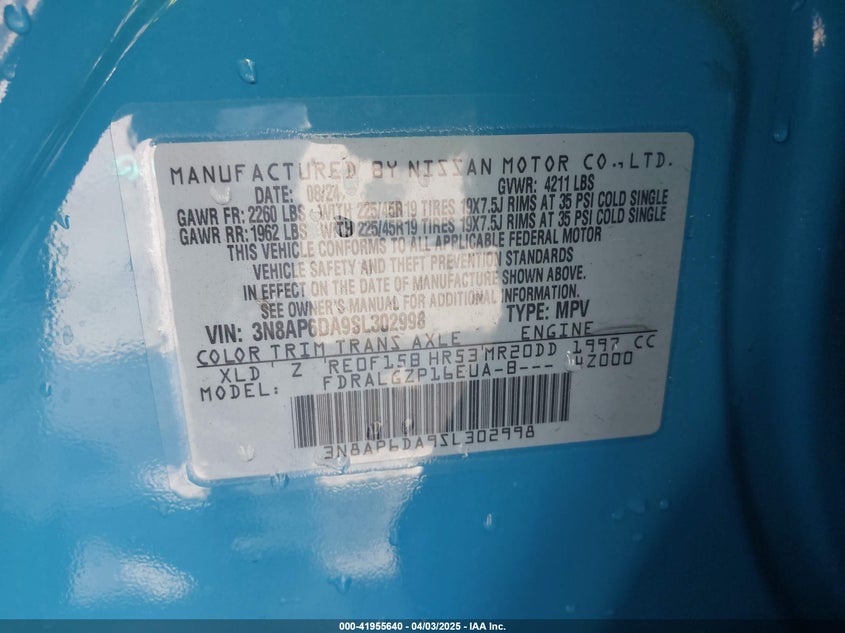 MANUFACTURED BY NISSAN MOTOR CO.,LTD.
DATE: 08/24 GVWR: 4211 LBS
GAWR FR: 2260 LBS WITH 225/45R19 TIRES 19X7.5J RIMS AT 35 PSI COLD SINGLE
GAWR RR: 1962 LBS WITH 225/45R19 TIRES 19X7.5J RIMS AT 35 PSI COLD SINGLE
THIS VEHICLE CONFORMS TO ALL APPLICABLE FEDERAL MOTOR
VEHICLE SAFETY AND THEFT PREVENTION STANDARDS
IN EFFECT ON THE DATE OF MANUFACTURE SHOWN ABOVE.
SEE OWNER'S MANUAL FOR ADDITIONAL INFORMATION
VIN: 3N8AP6DA9SL302998 TYPE: MPV
COLOR TRIM TRANS AXLE ENGINE
XLD Z RE0F15B HR53 MR20DD 1997 CC
MODEL: FDRALGZP16EUA-B--- 42000
3N8AP6DA9SL302998
000-41955640 - 04/03/2025 - IAA Inc.